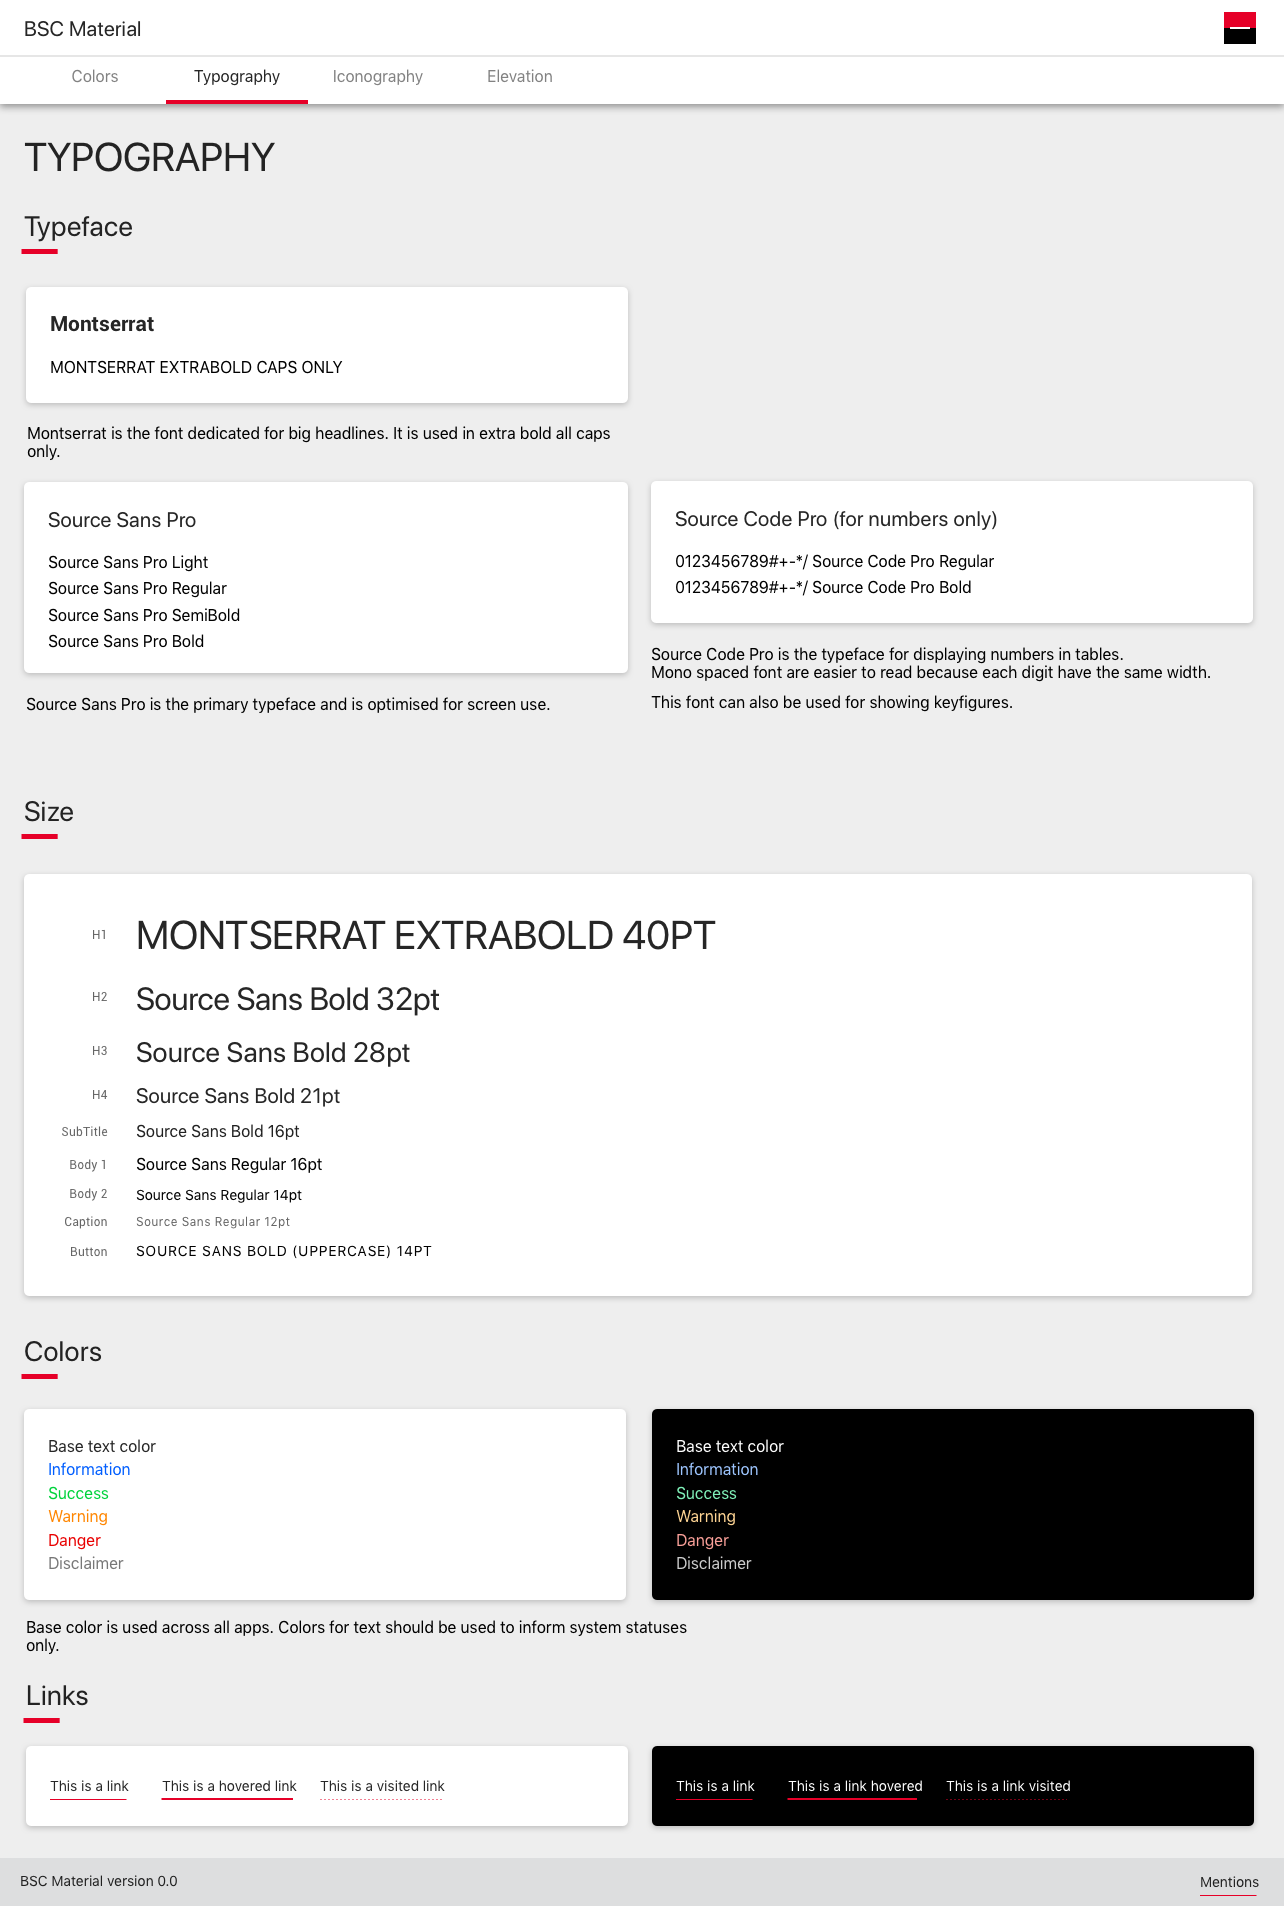 BSC Material
Colors
Typography
Iconography
Elevation
TYPOGRAPHY
Typeface
Montserrat
MONTSERRAT EXTRABOLD CAPS ONLY
Montserrat is the font dedicated for big headlines. It is used in extra bold all caps
only.
Source Sans Pro
Source Sans Pro Light
Source Sans Pro Regular
Source Sans Pro SemiBold
Source Sans Pro Bold
Source Sans Pro is the primary typeface and is optimised for screen use.
Source Code Pro (for numbers only)
0123456789#+-*/ Source Code Pro Regular
0123456789#+-*/ Source Code Pro Bold
Source Code Pro is the typeface for displaying numbers in tables.
Mono spaced font are easier to read because each digit have the same width.
This font can also be used for showing keyfigures.
Size
H1 MONTSERRAT EXTRABOLD 40PT
H2 Source Sans Bold 32pt
H3 Source Sans Bold 28pt
H4 Source Sans Bold 21pt
SubTitle Source Sans Bold 16pt
Body 1 Source Sans Regular 16pt
Body 2 Source Sans Regular 14pt
Caption Source Sans Regular 12pt
Button SOURCE SANS BOLD (UPPERCASE) 14PT
Colors
Base text color
Information
Success
Warning
Danger
Disclaimer
Base text color
Information
Success
Warning
Danger
Disclaimer
Base color is used across all apps. Colors for text should be used to inform system statuses
only.
Links
This is a link
This is a hovered link
This is a visited link
This is a link
This is a link hovered
This is a link visited
BSC Material version 0.0
Mentions